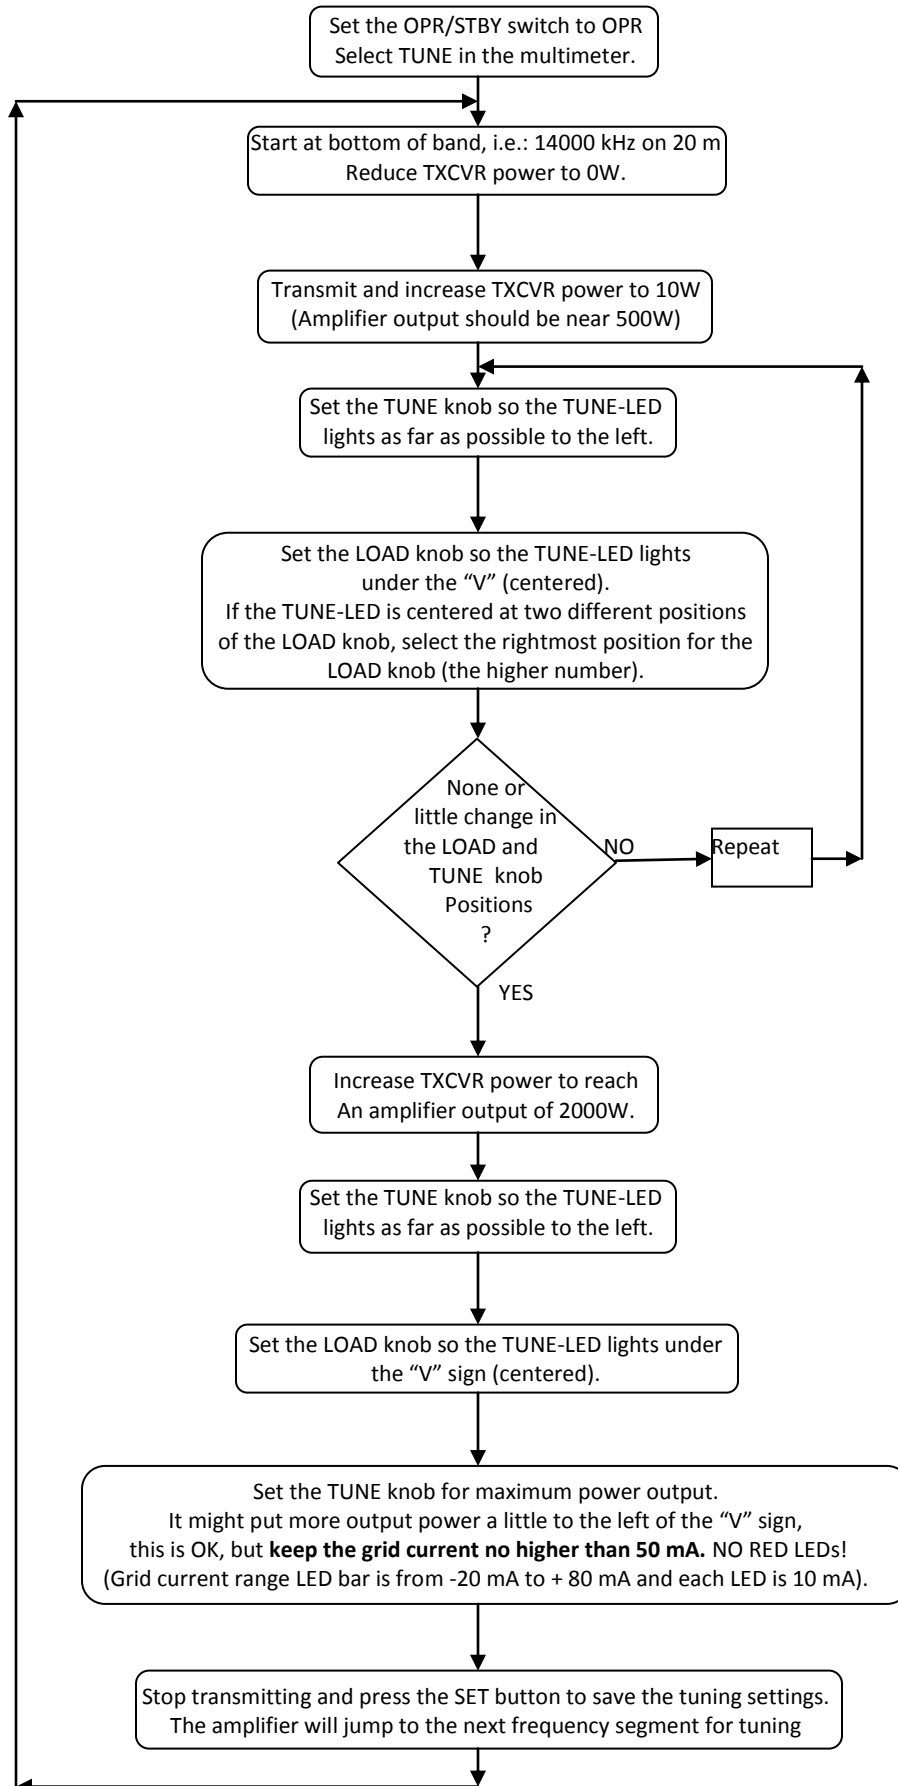 Set the OPR/STBY switch to OPR
Select TUNE in the multimeter.
Start at bottom of band, i.e.: 14000 kHz on 20 m
Reduce TXCVR power to 0W.
Transmit and increase TXCVR power to 10W
(Amplifier output should be near 500W)
Set the TUNE knob so the TUNE-LED
lights as far as possible to the left.
Set the LOAD knob so the TUNE-LED lights
under the “V” (centered).
If the TUNE-LED is centered at two different positions
of the LOAD knob, select the rightmost position for the
LOAD knob (the higher number).
None or
little change in
the LOAD and
TUNE knob
Positions
?
NO
Repeat
YES
Increase TXCVR power to reach
An amplifier output of 2000W.
Set the TUNE knob so the TUNE-LED
lights as far as possible to the left.
Set the LOAD knob so the TUNE-LED lights under
the “V” sign (centered).
Set the TUNE knob for maximum power output.
It might put more output power a little to the left of the “V” sign,
this is OK, but keep the grid current no higher than 50 mA. NO RED LEDs!
(Grid current range LED bar is from -20 mA to + 80 mA and each LED is 10 mA).
Stop transmitting and press the SET button to save the tuning settings.
The amplifier will jump to the next frequency segment for tuning